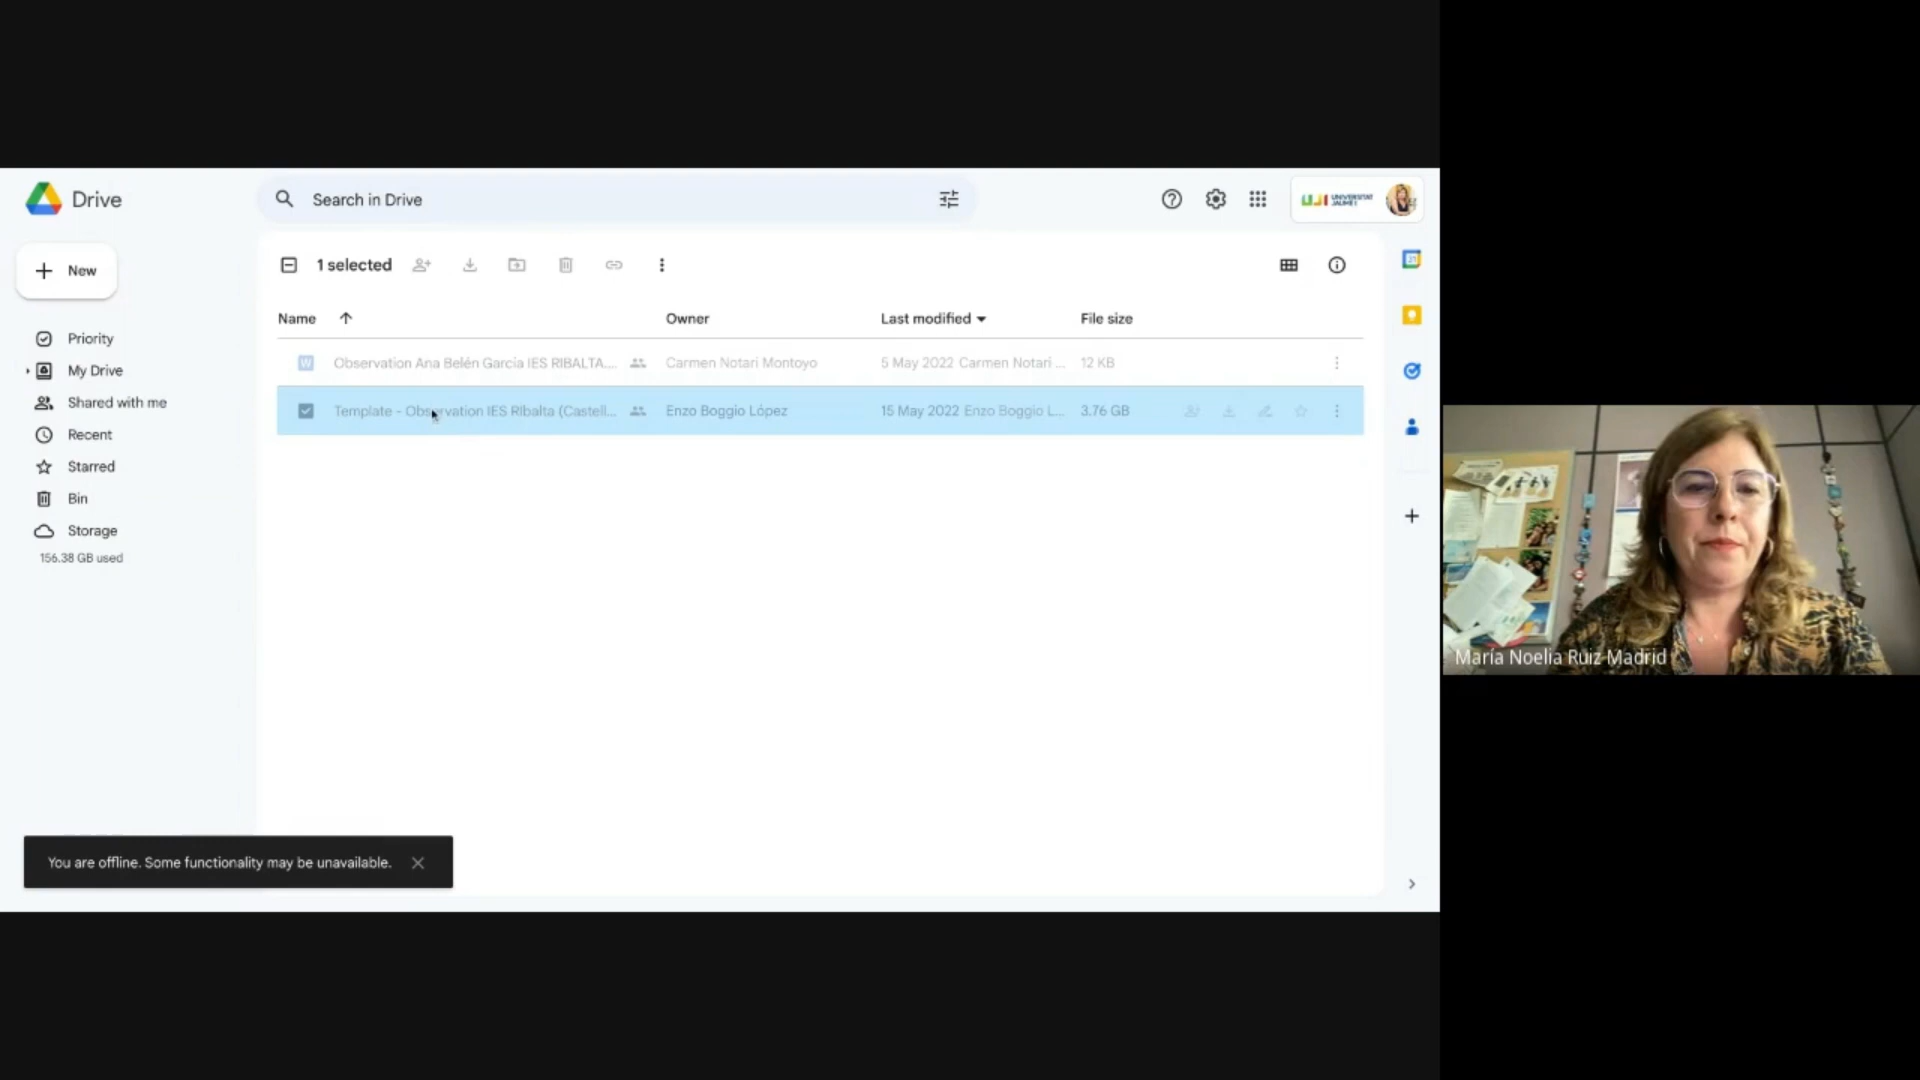 Drive
Search in Drive
UJI UNIVERSITAT JAUME I
New
1 selected
Name Owner Last modified File size
Priority
Observation Ana Belén García IES RIBALTA.... Carmen Notari Montoyo 5 May 2022 Carmen Notari ... 12 KB
My Drive
Shared with me
Template - Observation IES RIbalta (Castell... Enzo Boggio López 15 May 2022 Enzo Boggio L... 3.76 GB
Recent
Starred
Bin
Storage
156.38 GB used
María Noelia Ruiz Madrid
You are offline. Some functionality may be unavailable.